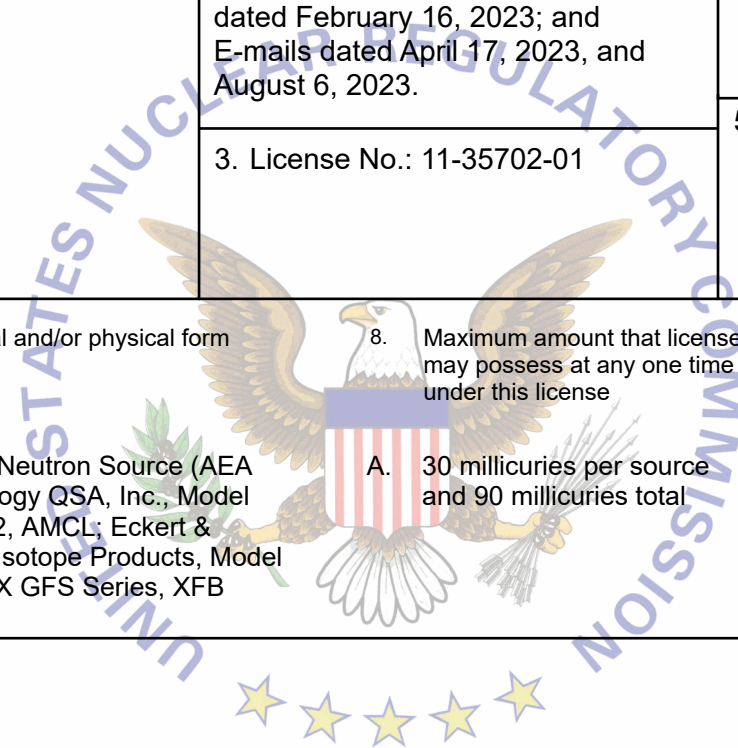 dated February 16, 2023; and
E-mails dated April 17, 2023, and
August 6, 2023.
3. License No.: 11-35702-01
and/or physical form
8. Maximum amount that license
may possess at any one time
under this license
Neutron Source (AEA
QSA, Inc., Model
AMCL; Eckert &
Isotope Products, Model
GFS Series, XFB
A. 30 millicuries per source
and 90 millicuries total
UNITED STATES NUCLEAR REGULATORY COMMISSION